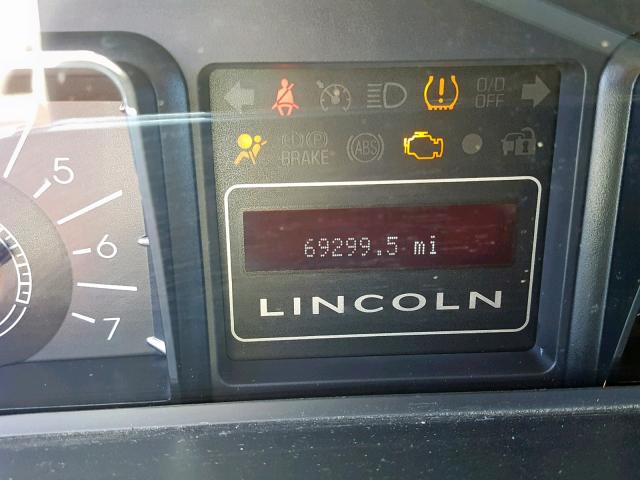 O/D
OFF
(P)
BRAKE
(ABS)
69299.5 mi
LINCOLN
5
6
7